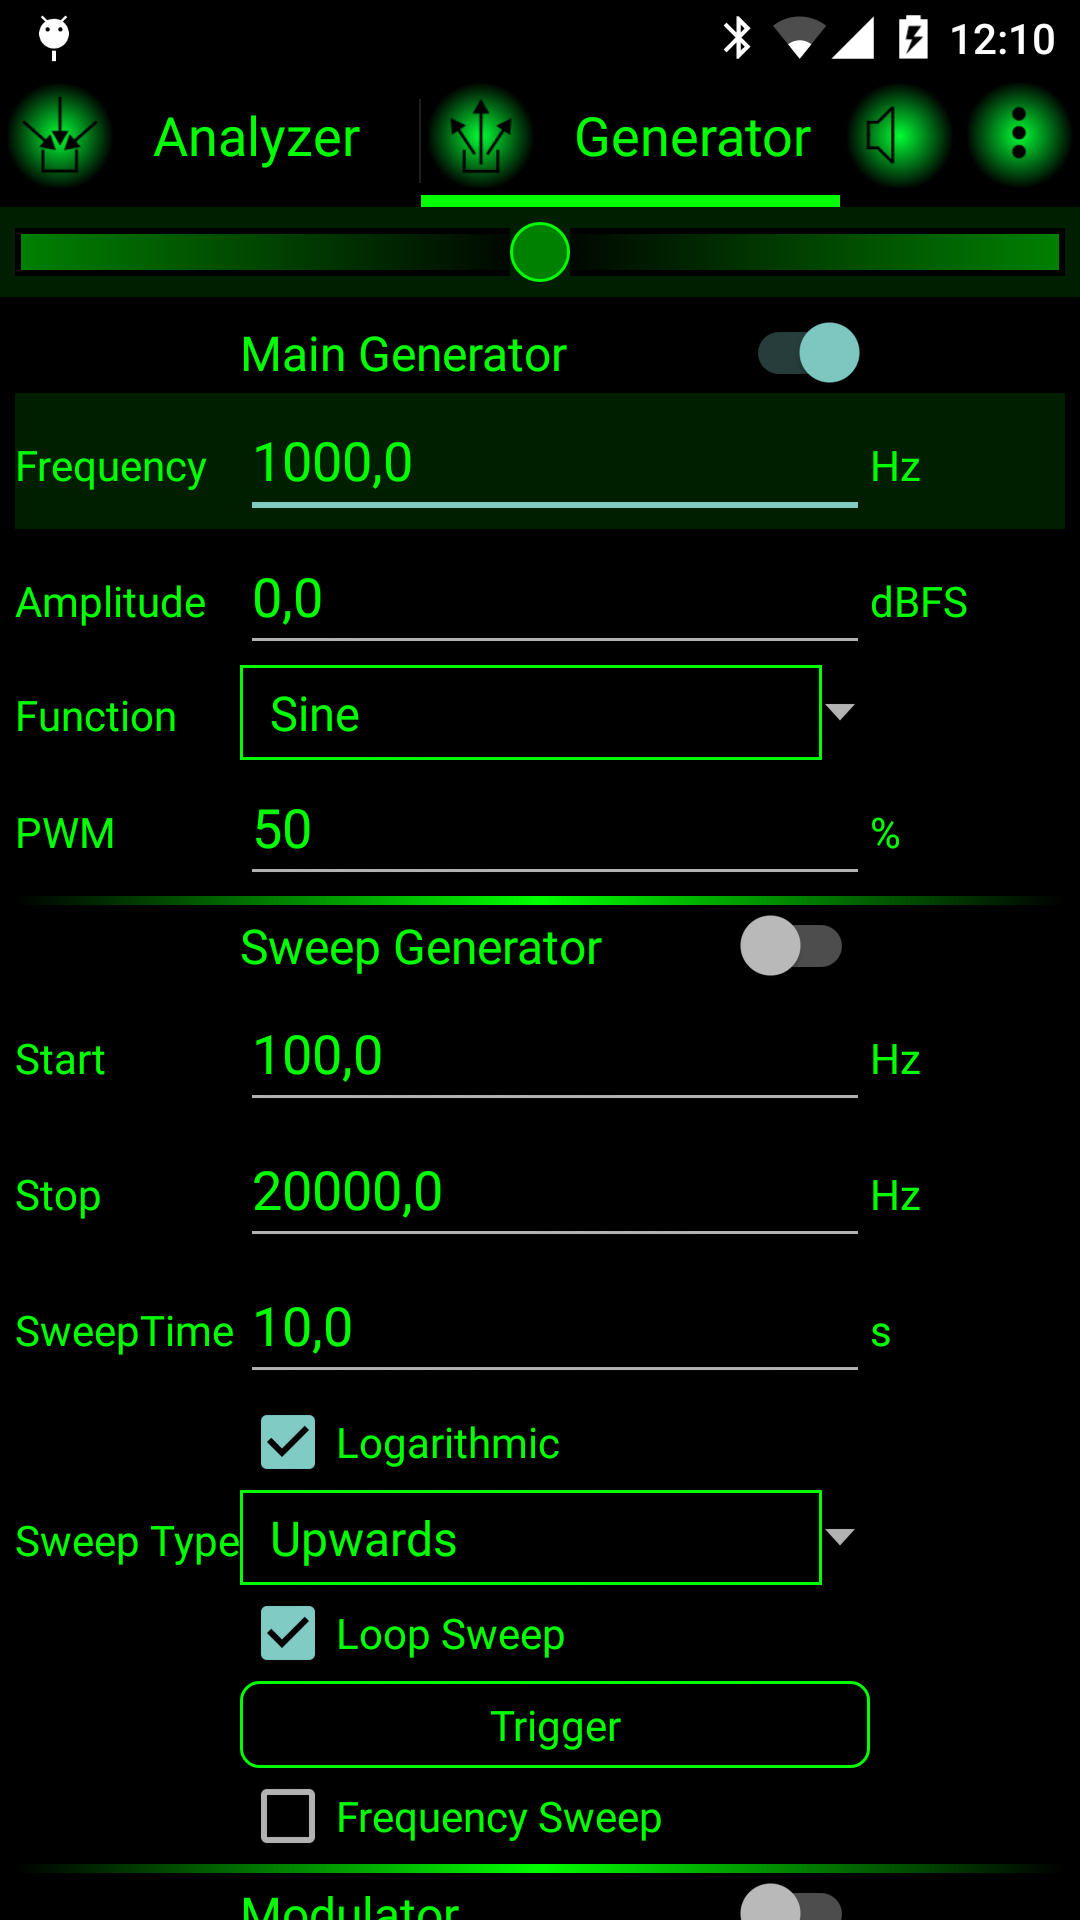 12:10
Analyzer Generator
Main Generator
Frequency 1000,0 Hz
Amplitude 0,0 dBFS
Function Sine
PWM 50 %
Sweep Generator
Start 100,0 Hz
Stop 20000,0 Hz
SweepTime 10,0 s
Logarithmic
Sweep Type Upwards
Loop Sweep
Trigger
Frequency Sweep
Modulator